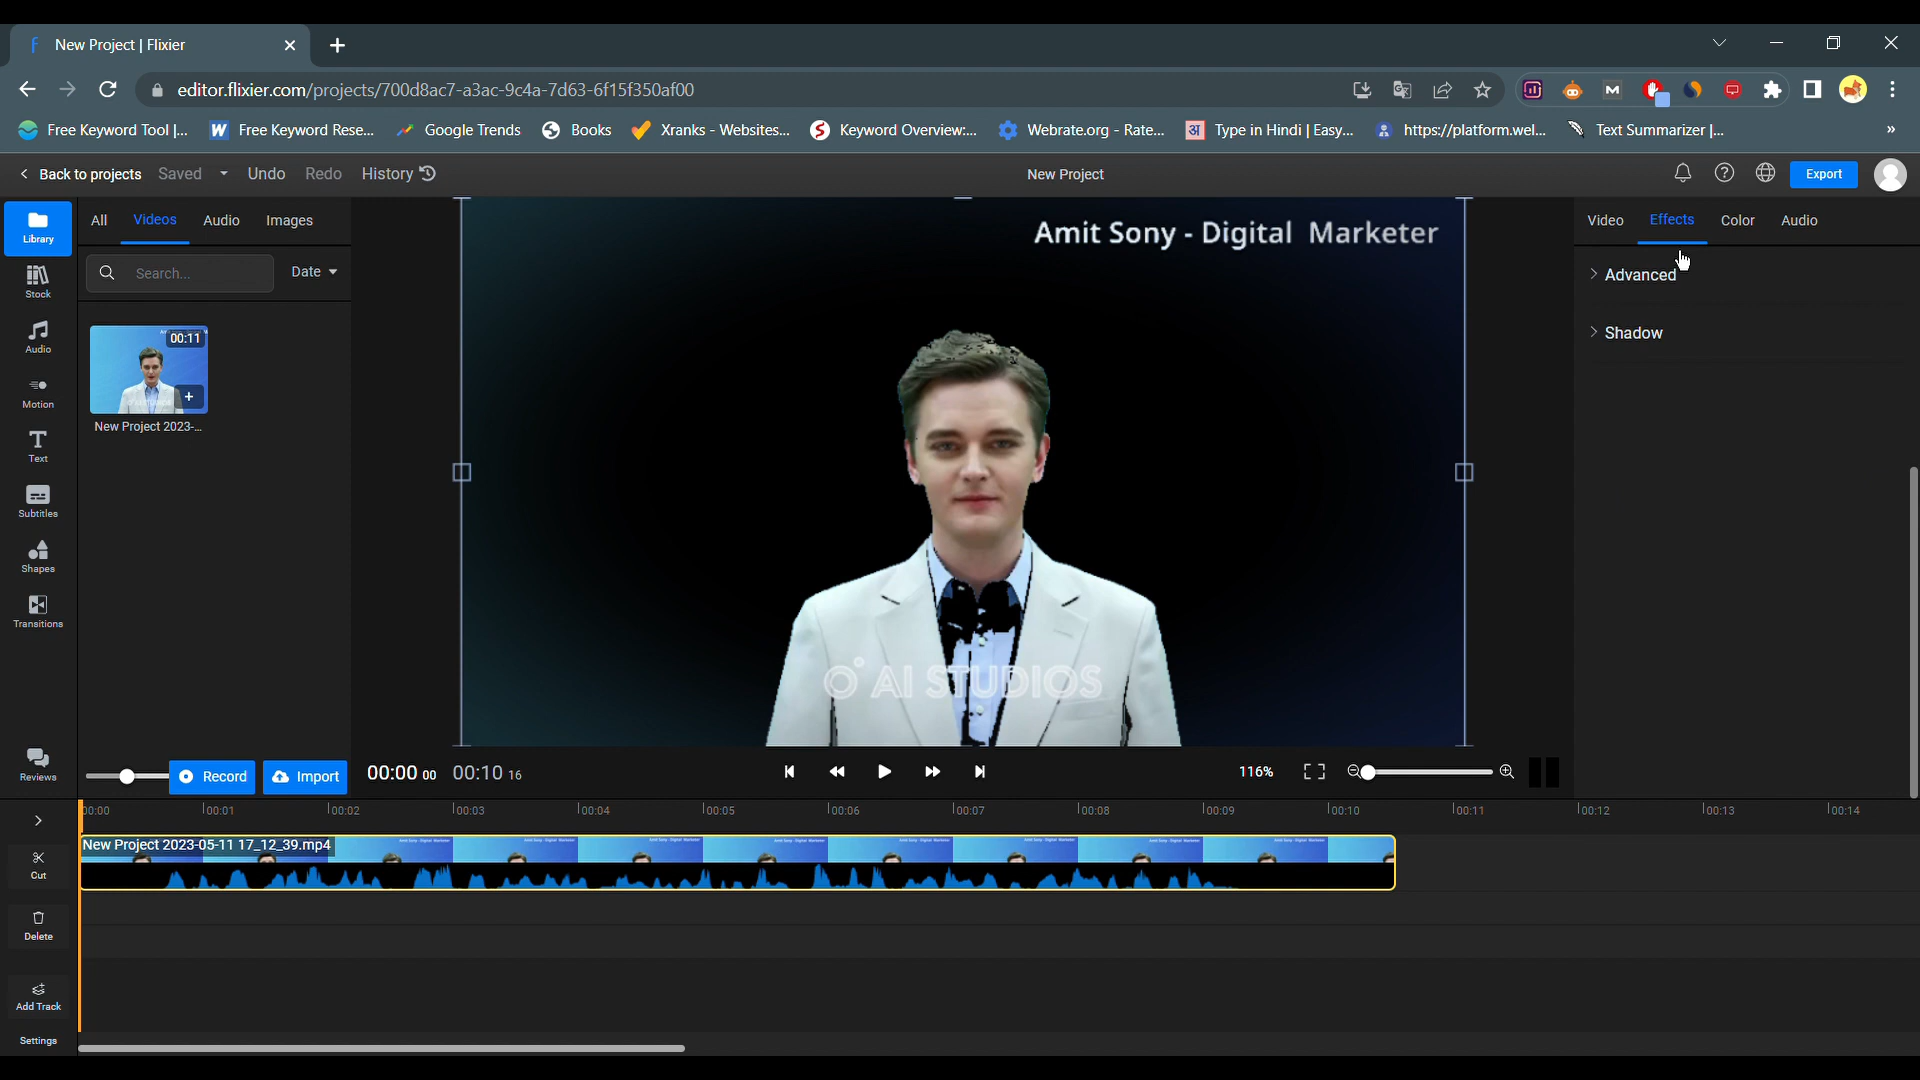 New Project | Flixier
editor.flixier.com/projects/700d8ac7-a3ac-9c4a-7d63-6f15f350af00
Free Keyword Tool |... Free Keyword Rese... Google Trends Books Xranks - Websites... Keyword Overview:... Webrate.org - Rate... Type in Hindi | Easy... https://platform.wel... Text Summarizer |... »
Back to projects Saved Undo Redo History New Project Export
Library All Videos Audio Images Video Effects Color Audio
Amit Sony - Digital Marketer
Search... Date
Advanced
Stock
Shadow
Audio
00:11
Motion
New Project 2023-...
Text
Subtitles
Shapes
Transitions
AI STUDIOS
Reviews Record Import 00:00 00 00:10 16 116%
00:00 00:01 00:02 00:03 00:04 00:05 00:06 00:07 00:08 00:09 00:10 00:11 00:12 00:13 00:14
New Project 2023-05-11 17_12_39.mp4
Cut
Delete
Add Track
Settings